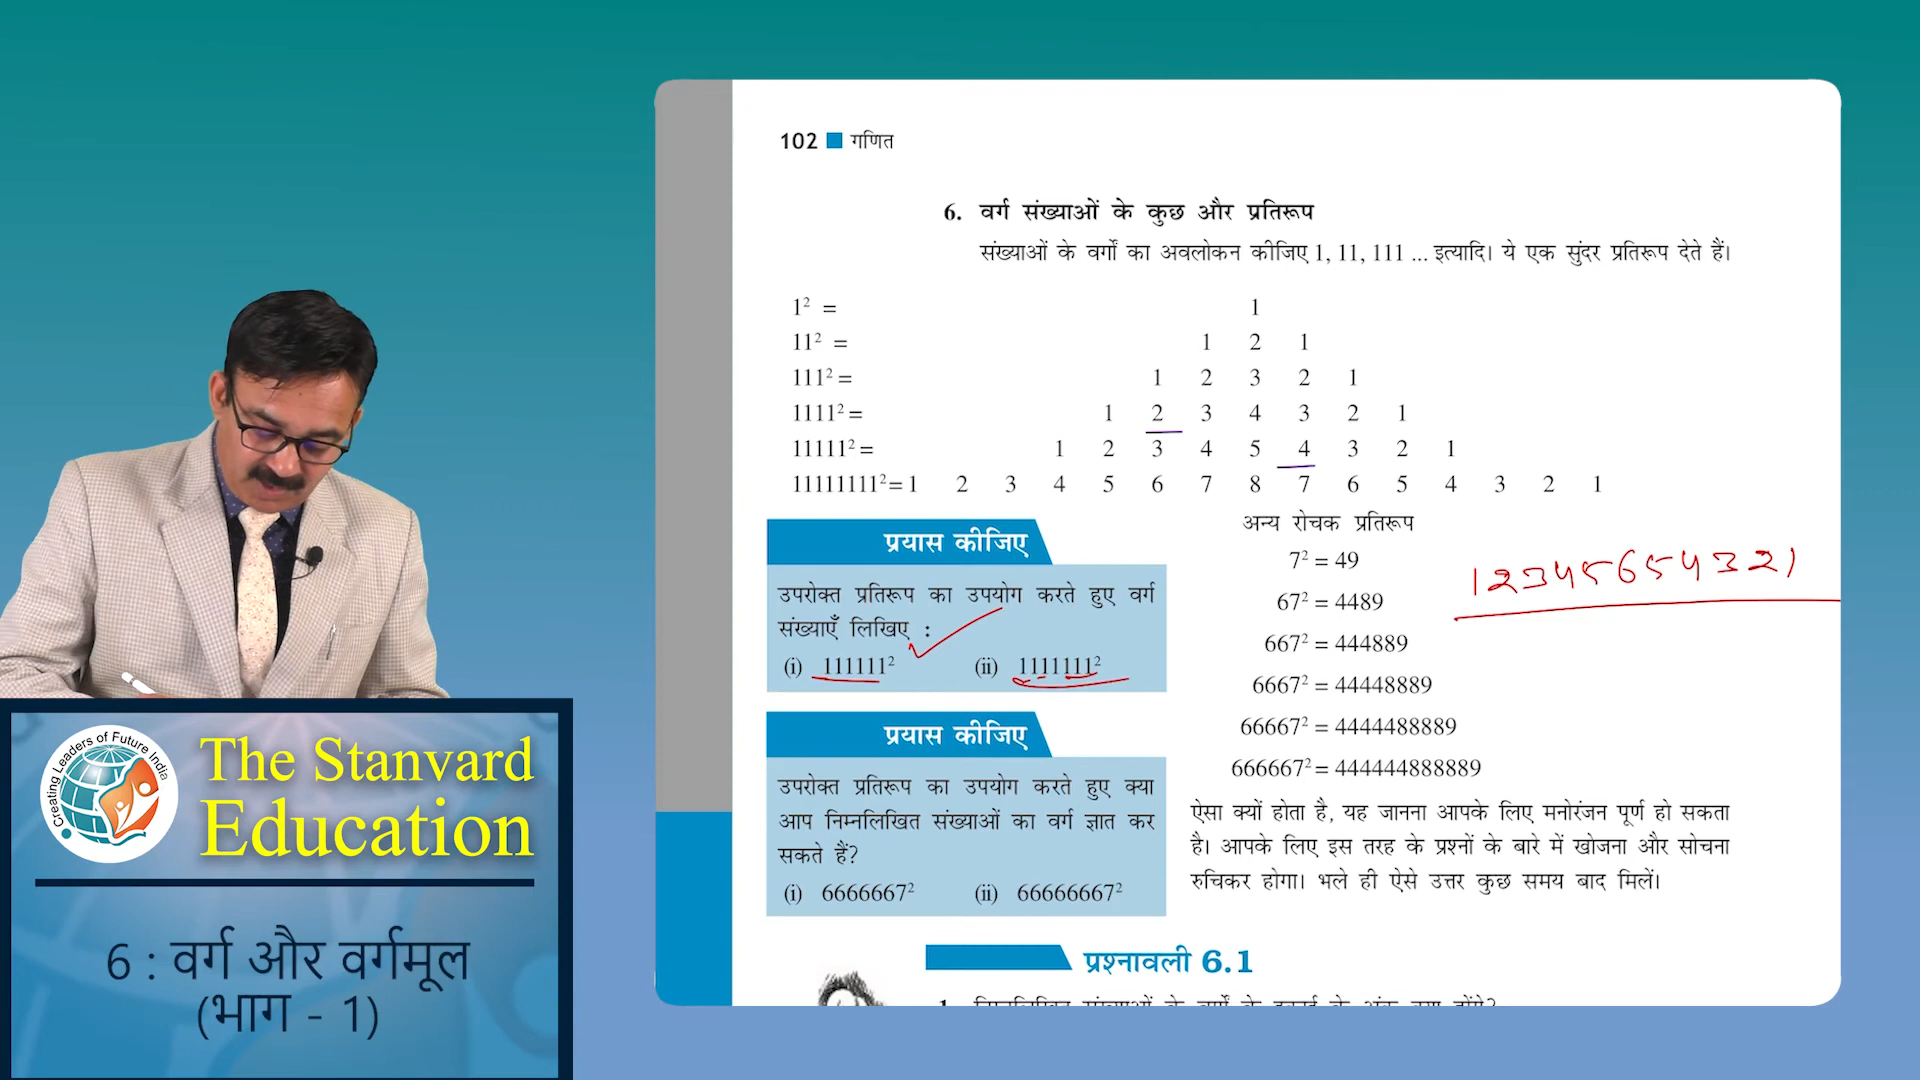 102 ■ गणित
6. वर्ग संख्याओं के कुछ और प्रतिरूप
संख्याओं के वर्गों का अवलोकन कीजिए 1, 11, 111 ... इत्यादि। ये एक सुंदर प्रतिरूप देते हैं।
1² = 1
11² = 1 2 1
111² = 1 2 3 2 1
1111² = 1 2 3 4 3 2 1
11111² = 1 2 3 4 5 4 3 2 1
11111111² = 1 2 3 4 5 6 7 8 7 6 5 4 3 2 1
प्रयास कीजिए
उपरोक्त प्रतिरूप का उपयोग करते हुए वर्ग
संख्याएँ लिखिए :
(i) 111111² (ii) 1111111²
प्रयास कीजिए
उपरोक्त प्रतिरूप का उपयोग करते हुए क्या
आप निम्नलिखित संख्याओं का वर्ग ज्ञात कर
सकते हैं?
(i) 6666667² (ii) 66666667²
अन्य रोचक प्रतिरूप
7² = 49
67² = 4489
667² = 444889
6667² = 44448889
66667² = 4444488889
666667² = 444444888889
12345654321
ऐसा क्यों होता है, यह जानना आपके लिए मनोरंजन पूर्ण हो सकता
है। आपके लिए इस तरह के प्रश्नों के बारे में खोजना और सोचना
रुचिकर होगा। भले ही ऐसे उत्तर कुछ समय बाद मिलें।
प्रश्नावली 6.1
Creating Leaders of Future India
The Stanvard
Education
6 : वर्ग और वर्गमूल
(भाग - 1)